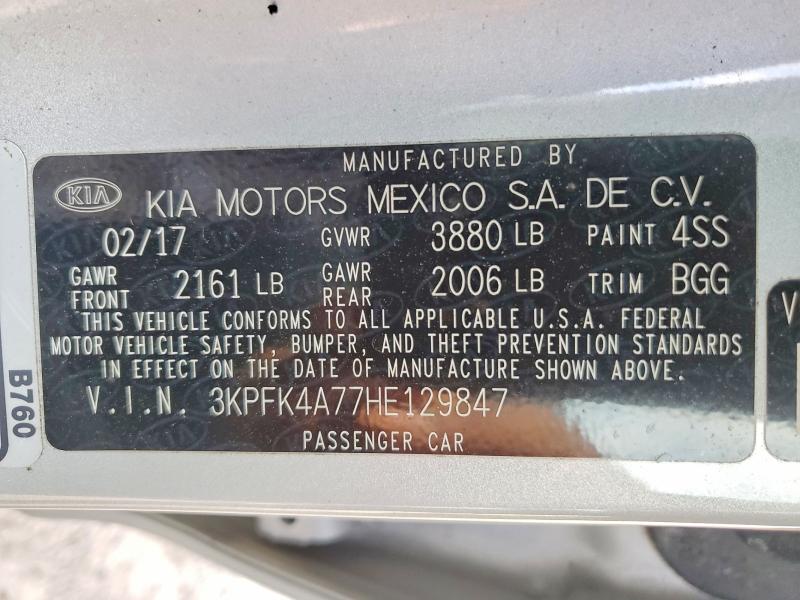 MANUFACTURED BY
KIA KIA MOTORS MEXICO S.A. DE C.V.
02/17 GVWR 3880 LB PAINT 4SS
GAWR FRONT 2161 LB GAWR REAR 2006 LB TRIM BGG
THIS VEHICLE CONFORMS TO ALL APPLICABLE U.S.A. FEDERAL
MOTOR VEHICLE SAFETY, BUMPER, AND THEFT PREVENTION STANDARDS
IN EFFECT ON THE DATE OF MANUFACTURE SHOWN ABOVE.
V.I.N. 3KPFK4A77HE129847
PASSENGER CAR
B760
V